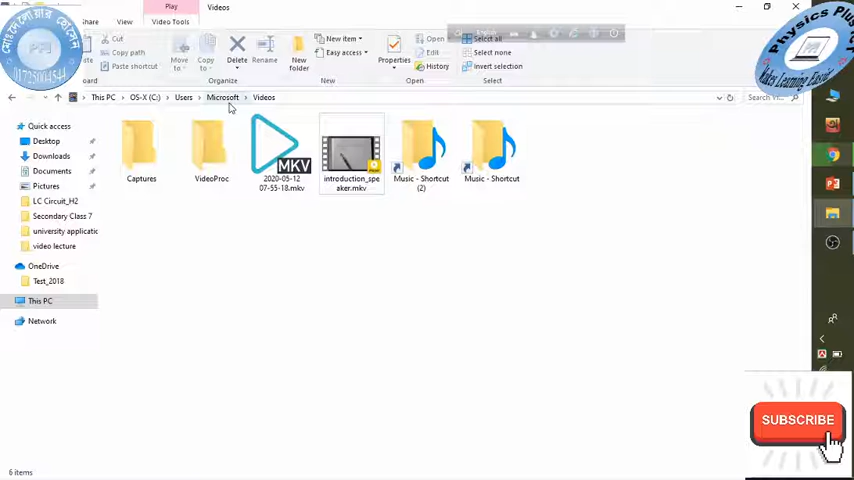 Play
Videos
Share
View
Video Tools
Cut
Copy path
Paste shortcut
Move to
Copy to
Delete
Rename
New folder
New item
Easy access
Properties
Open
Edit
History
Select all
Select none
Insert selection
Organize
New
Open
Select
This PC > OS-X (C:) > Users > Microsoft > Videos
Search Vi...
Quick access
Desktop
Downloads
Documents
Pictures
LC Circuit_H2
Secondary Class 7
university applicatio
video lecture
OneDrive
Test_2018
This PC
Network
Captures
VideoProc
MKV
2020-05-12
07-55-18.mkv
introduction_spe
aker.mkv
Music - Shortcut
(2)
Music - Shortcut
6 items
মোঃ দেলোয়ার হোসেন
01725004544
Physics Plus
Makes Learning Easier
SUBSCRIBE